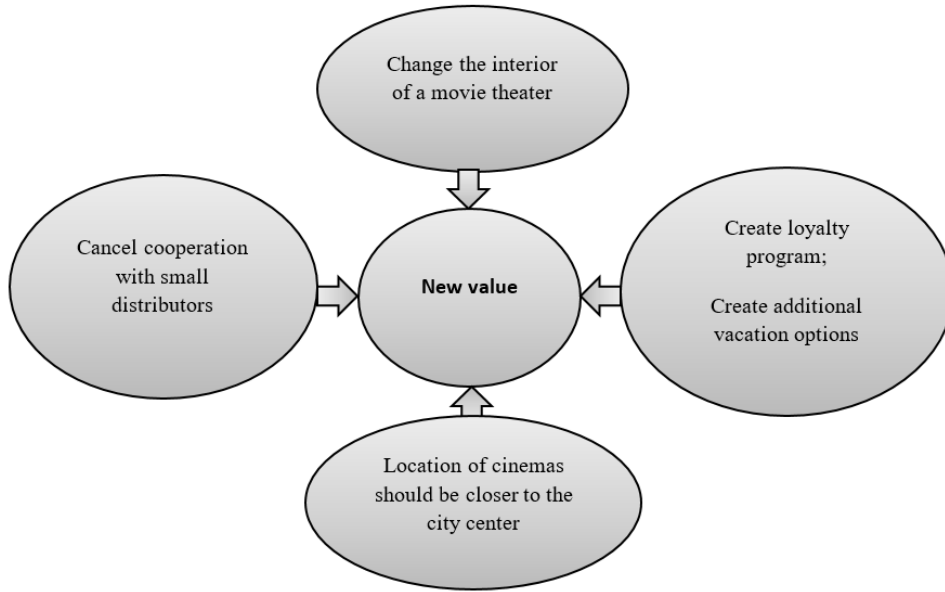 Change the interior
of a movie theater
Cancel cooperation
with small
distributors
New value
Create loyalty
program;
Create additional
vacation options
Location of cinemas
should be closer to the
city center